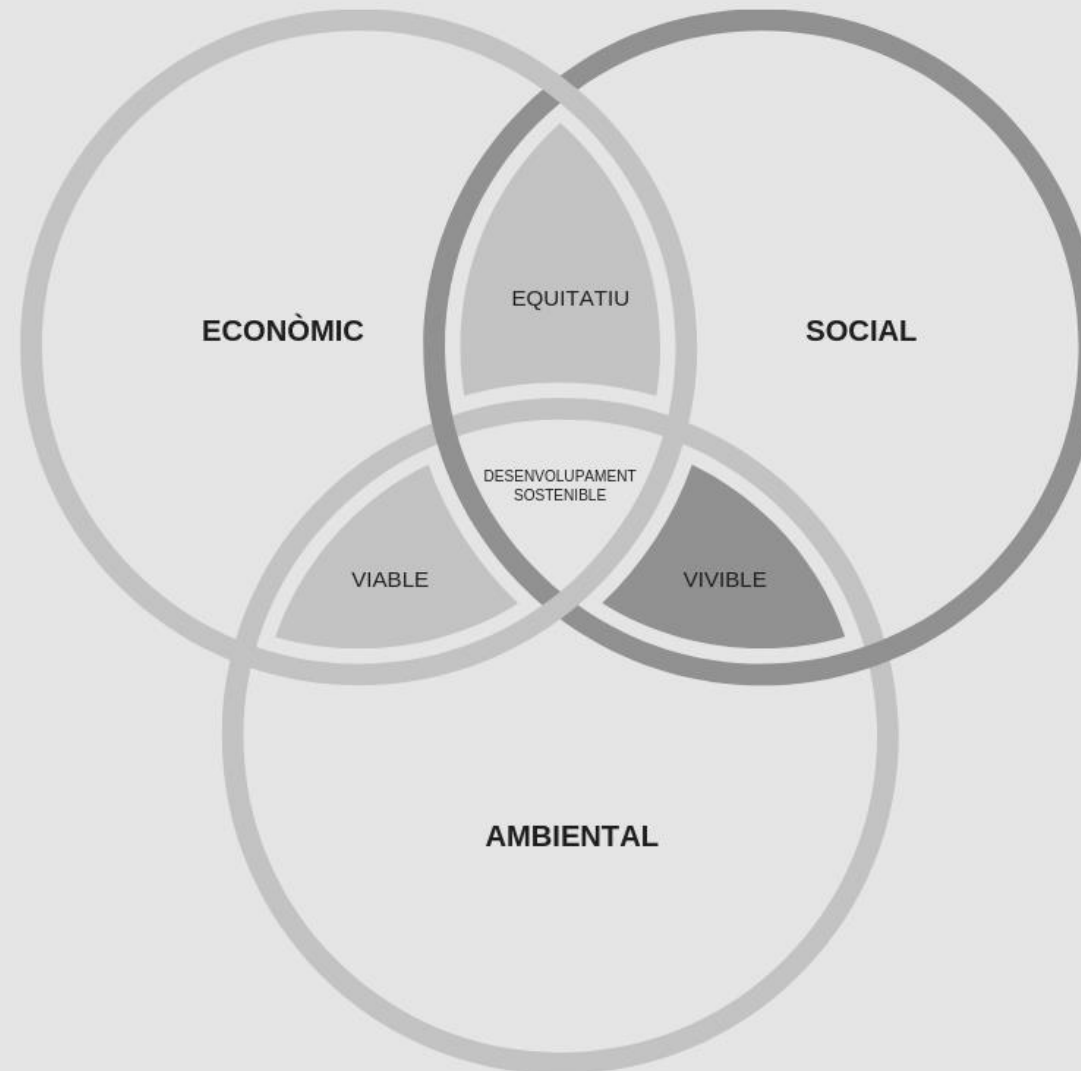 EQUITATIU
ECONÒMIC
SOCIAL
DESENVOLUPAMENT
SOSTENIBLE
VIABLE
VIVIBLE
AMBIENTAL